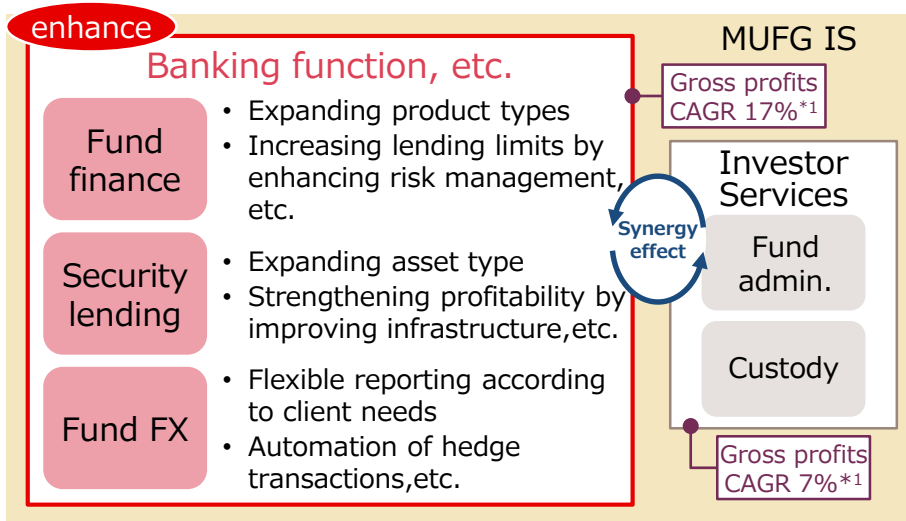 enhance
MUFG IS
Banking function, etc.
Gross profits
CAGR 17%*1
Fund
finance
• Expanding product types
• Increasing lending limits by
enhancing risk management,
etc.
Security
lending
• Expanding asset type
• Strengthening profitability by
improving infrastructure,etc.
Fund FX
• Flexible reporting according
to client needs
• Automation of hedge
transactions,etc.
Synergy
effect
Investor
Services
Fund
admin.
Custody
Gross profits
CAGR 7%*1